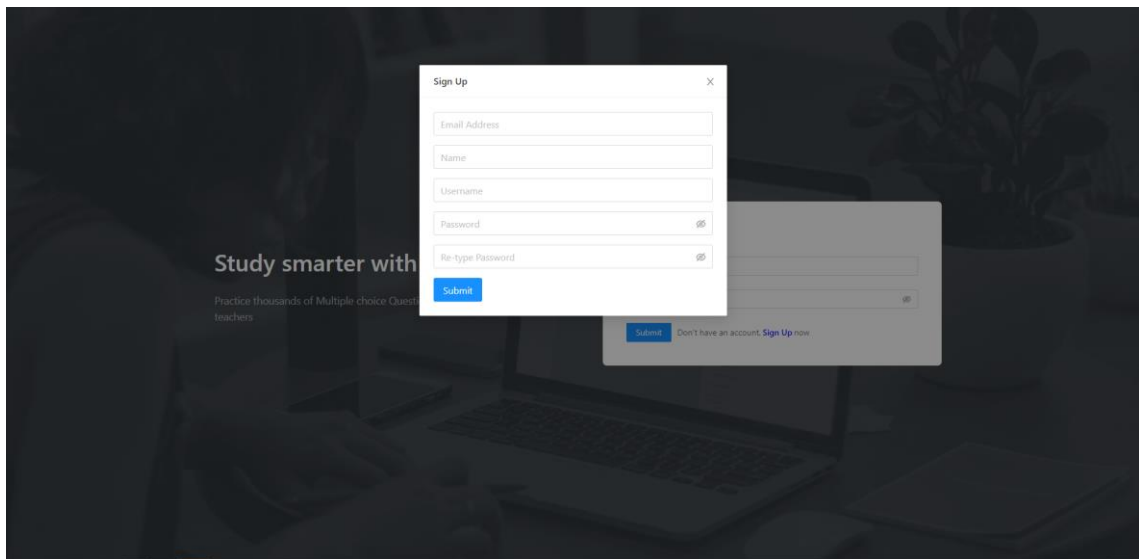 Sign Up
Email Address
Name
Username
Password
Re-type Password
Submit
Study smarter with
Practice thousands of Multiple choice Questi
teachers
Submit Don't have an account. Sign Up now